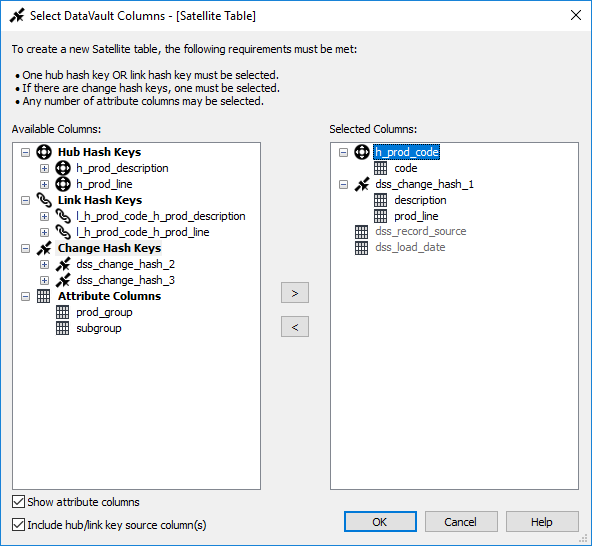 Select DataVault Columns - [Satellite Table]
To create a new Satellite table, the following requirements must be met:
• One hub hash key OR link hash key must be selected.
• If there are change hash keys, one must be selected.
• Any number of attribute columns may be selected.
Available Columns:
Hub Hash Keys
h_prod_description
h_prod_line
Link Hash Keys
l_h_prod_code_h_prod_description
l_h_prod_code_h_prod_line
Change Hash Keys
dss_change_hash_2
dss_change_hash_3
Attribute Columns
prod_group
subgroup
>
<
Selected Columns:
h_prod_code
code
dss_change_hash_1
description
prod_line
dss_record_source
dss_load_date
Show attribute columns
Include hub/link key source column(s)
OK
Cancel
Help